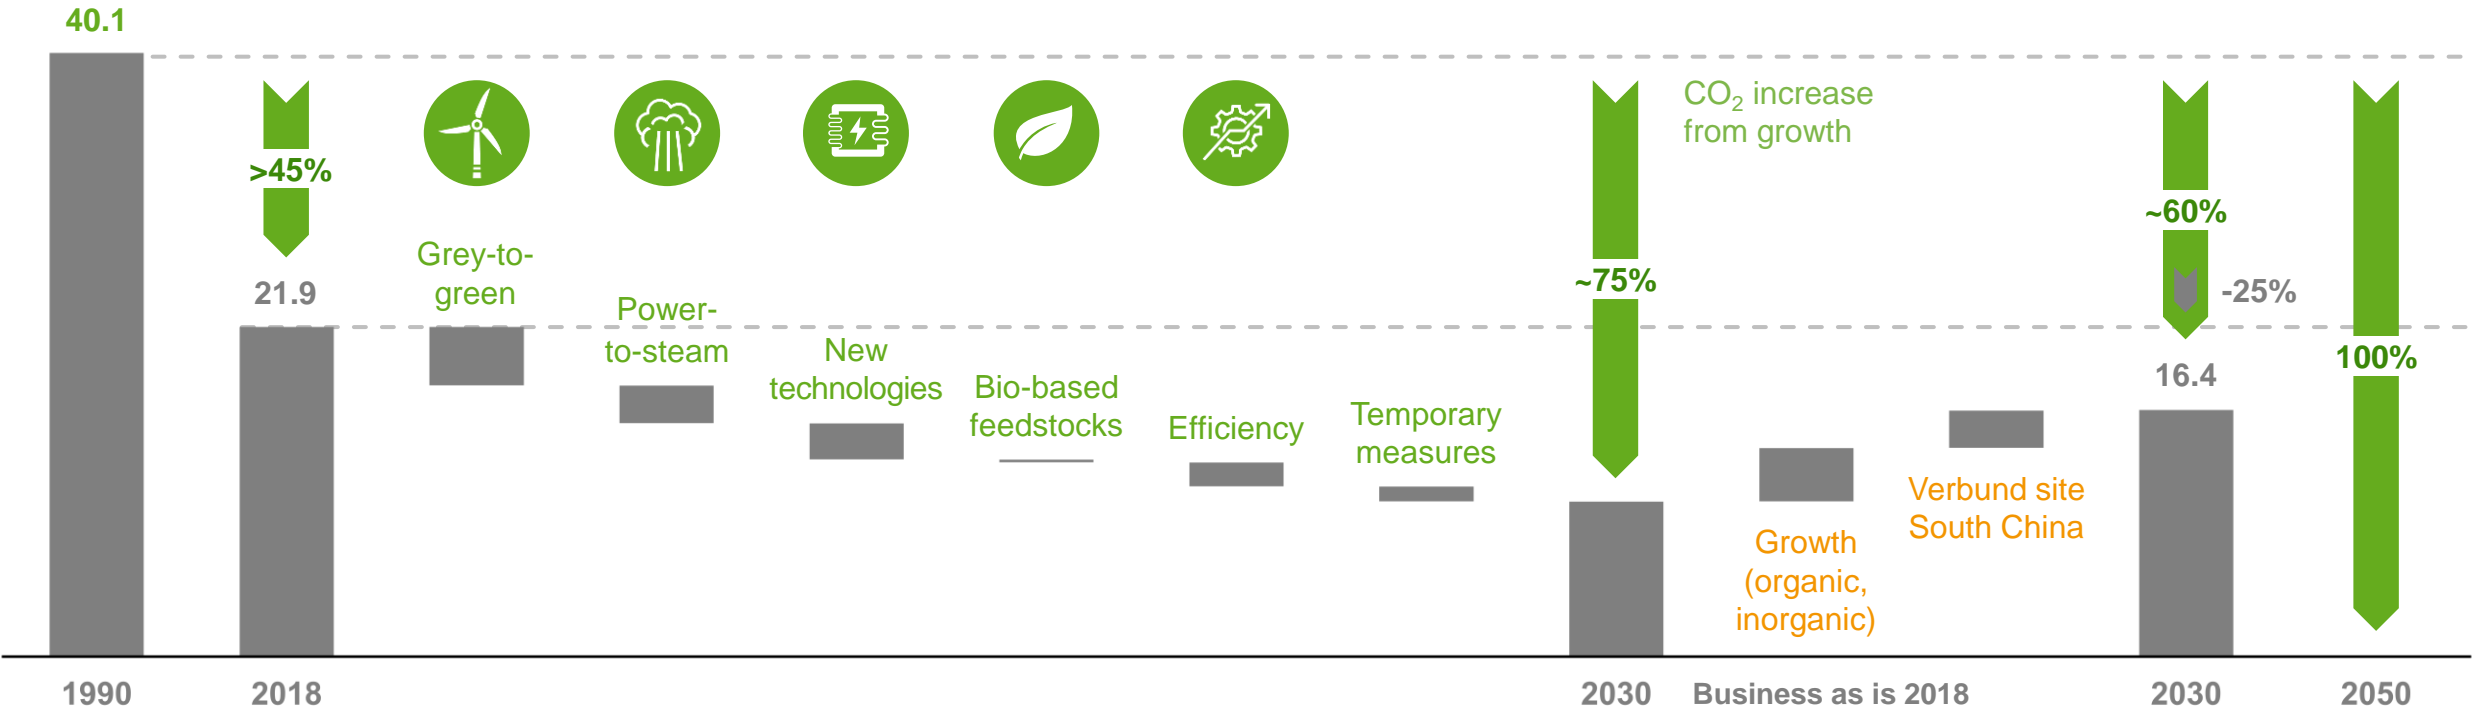 40.1
>45%
21.9
Grey-to-
green
Power-
to-steam
New
technologies
Bio-based
feedstocks
Efficiency
Temporary
measures
~75%
CO₂ increase
from growth
Growth
(organic,
inorganic)
Verbund site
South China
~60%
-25%
16.4
100%
1990
2018
2030
Business as is 2018
2030
2050